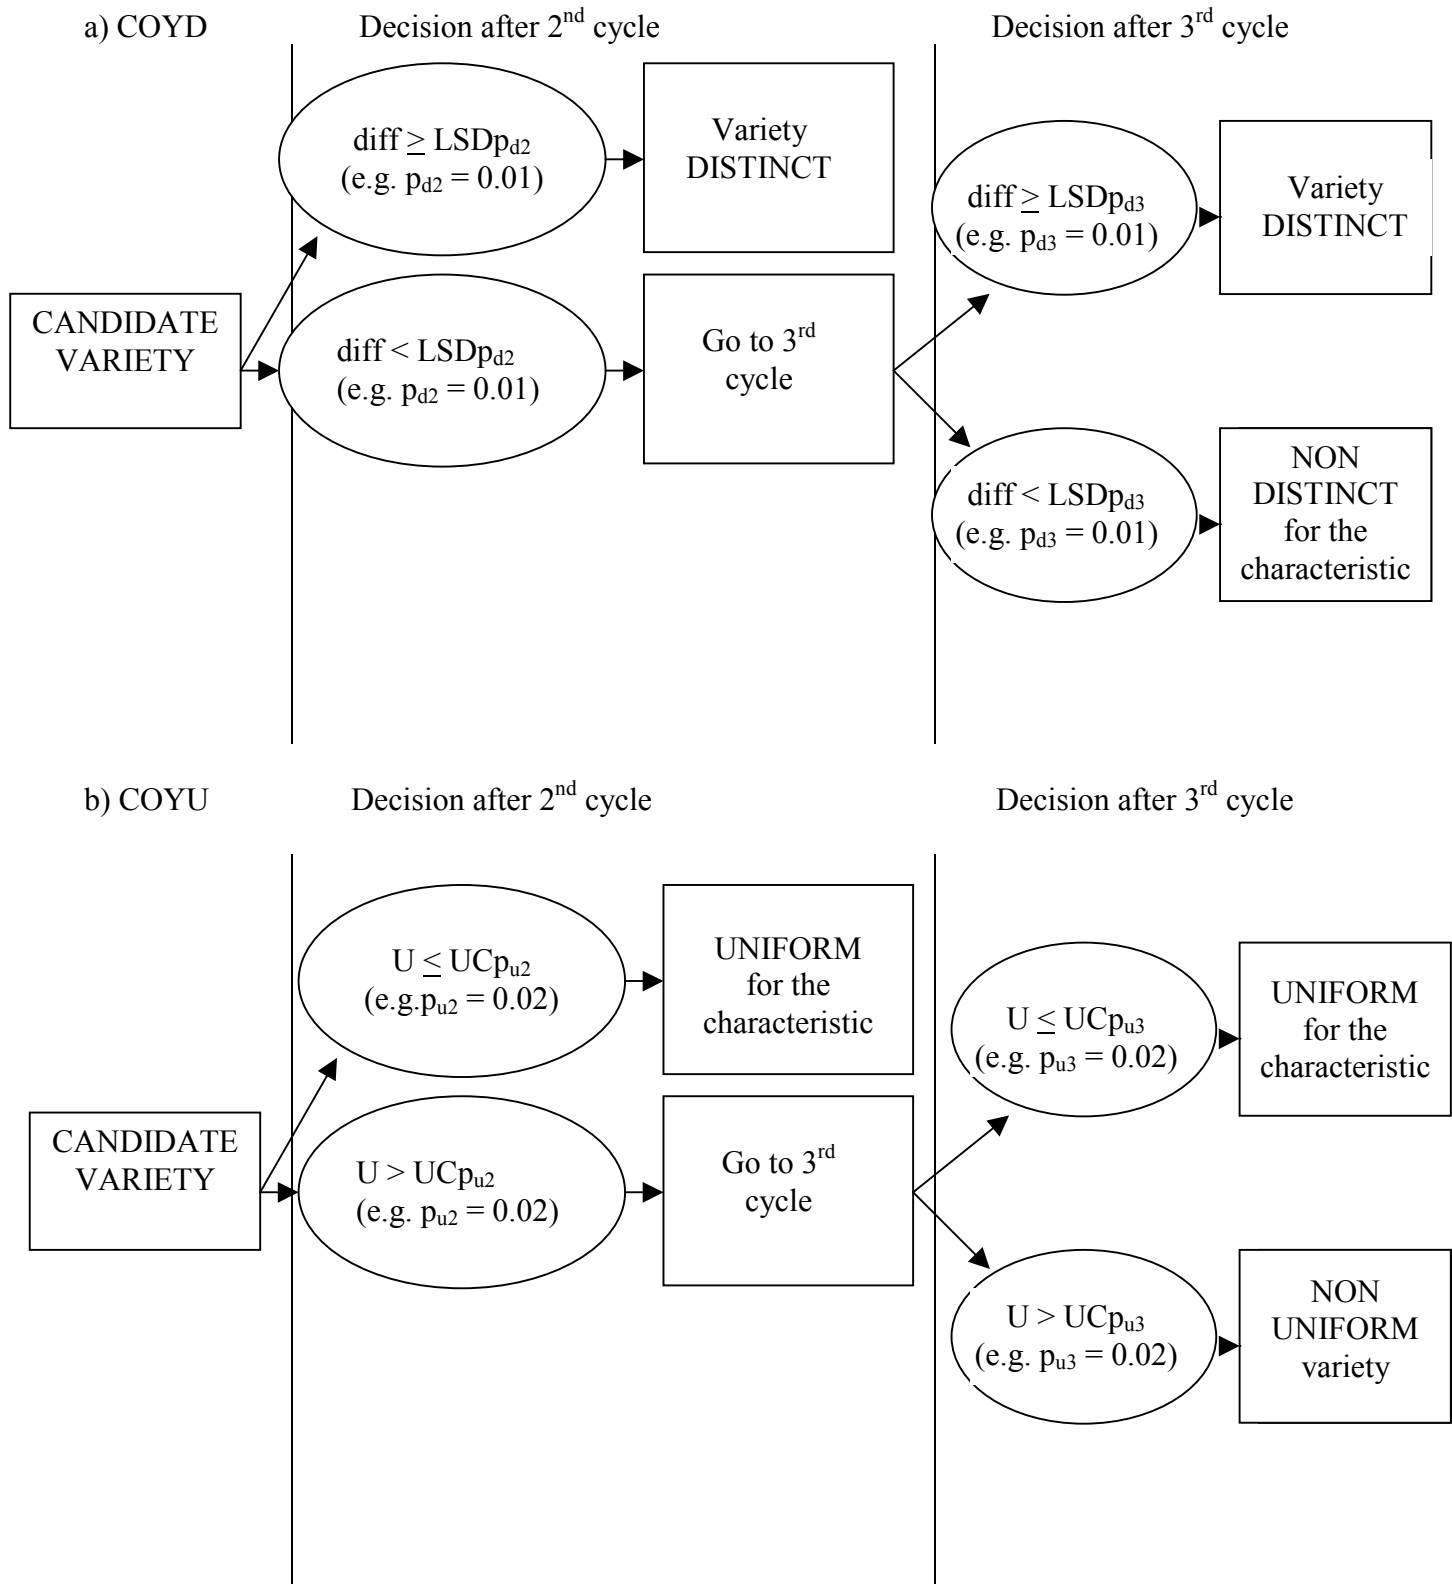 a) COYD
Decision after 2nd cycle
Decision after 3rd cycle
CANDIDATE
VARIETY
diff ≥ LSDpd2
(e.g. pd2 = 0.01)
Variety
DISTINCT
diff < LSDpd2
(e.g. pd2 = 0.01)
Go to 3rd
cycle
diff ≥ LSDpd3
(e.g. pd3 = 0.01)
Variety
DISTINCT
diff < LSDpd3
(e.g. pd3 = 0.01)
NON
DISTINCT
for the
characteristic
b) COYU
Decision after 2nd cycle
Decision after 3rd cycle
CANDIDATE
VARIETY
U ≤ UCpu2
(e.g.pu2 = 0.02)
UNIFORM
for the
characteristic
U > UCpu2
(e.g. pu2 = 0.02)
Go to 3rd
cycle
U ≤ UCpu3
(e.g. pu3 = 0.02)
UNIFORM
for the
characteristic
U > UCpu3
(e.g. pu3 = 0.02)
NON
UNIFORM
variety